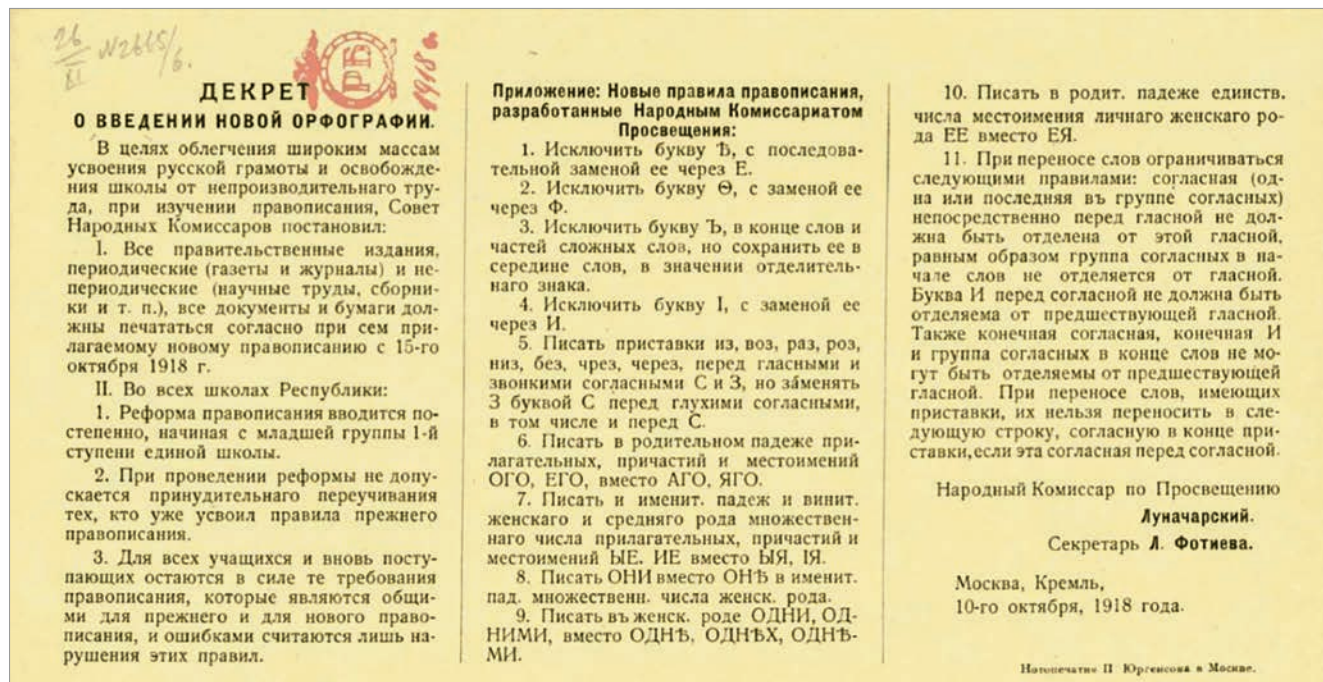 26/XI N2665/6.
РБ
1918 г.
ДЕКРЕТ
О ВВЕДЕНИИ НОВОЙ ОРФОГРАФИИ.
В целях облегчения широким массам
усвоения русской грамоты и освобожде-
ния школы от непроизводительнаго тру-
да, при изучении правописания, Совет
Народных Комиссаров постановил:
I. Все правительственные издания,
периодические (газеты и журналы) и не-
периодические (научные труды, сборни-
ки и т. п.), все документы и бумаги дол-
жны печататься согласно при сем при-
лагаемому новому правописанию с 15-го
октября 1918 г.
II. Во всех школах Республики:
1. Реформа правописания вводится по-
степенно, начиная с младшей группы 1-й
ступени единой школы.
2. При проведении реформы не допу-
скается принудительнаго переучивания
тех, кто уже усвоил правила прежнего
правописания.
3. Для всех учащихся и вновь посту-
пающих остаются в силе те требования
правописания, которые являются общи-
ми для прежнего и для нового право-
писания, и ошибками считаются лишь на-
рушения этих правил.
Приложение: Новые правила правописания,
разработанные Народным Комиссариатом
Просвещения:
1. Исключить букву Ѣ, с последова-
тельной заменой ее через Е.
2. Исключить букву Ѳ, с заменой ее
через Ф.
3. Исключить букву Ъ, в конце слов и
частей сложных слов, но сохранить ее в
середине слов, в значении отделитель-
наго знака.
4. Исключить букву I, с заменой ее
через И.
5. Писать приставки из, воз, раз, роз,
низ, без, чрез, через, перед гласными и
звонкими согласными С и З, но заменять
З буквой С перед глухими согласными,
в том числе и перед С.
6. Писать в родительном падеже при-
лагательных, причастий и местоимений
ОГО, ЕГО, вместо АГО, ЯГО.
7. Писать и именит. падеж и винит.
женскаго и средняго рода множествен-
наго числа прилагательных, причастий и
местоимений ЫЕ. ИЕ вместо ЫЯ, IЯ.
8. Писать ОНИ вместо ОНѢ в именит.
пад. множественн. числа женск. рода.
9. Писать въ женск. роде ОДНИ, ОД-
НИМИ, вместо ОДНѢ, ОДНѢХ, ОДНѢ-
МИ.
10. Писать в родит. падеже единств.
числа местоимения личнаго женскаго ро-
да ЕЕ вместо ЕЯ.
11. При переносе слов ограничиваться
следующими правилами: согласная (од-
на или последняя въ группе согласных)
непосредственно перед гласной не дол-
жна быть отделена от этой гласной,
равным образом группа согласных в на-
чале слов не отделяется от гласной.
Буква И перед согласной не должна быть
отделяема от предшествующей гласной.
Также конечная согласная, конечная И
и группа согласных в конце слов не мо-
гут быть отделяемы от предшествующей
гласной. При переносе слов, имеющих
приставки, их нельзя переносить в сле-
дующую строку, согласную в конце при-
ставки,если эта согласная перед согласной.
Народный Комиссар по Просвещению
Луначарский.
Секретарь Л. Фотиева.
Москва, Кремль,
10-го октября, 1918 года.
Нотопечатня П. Юргенсона в Москве.